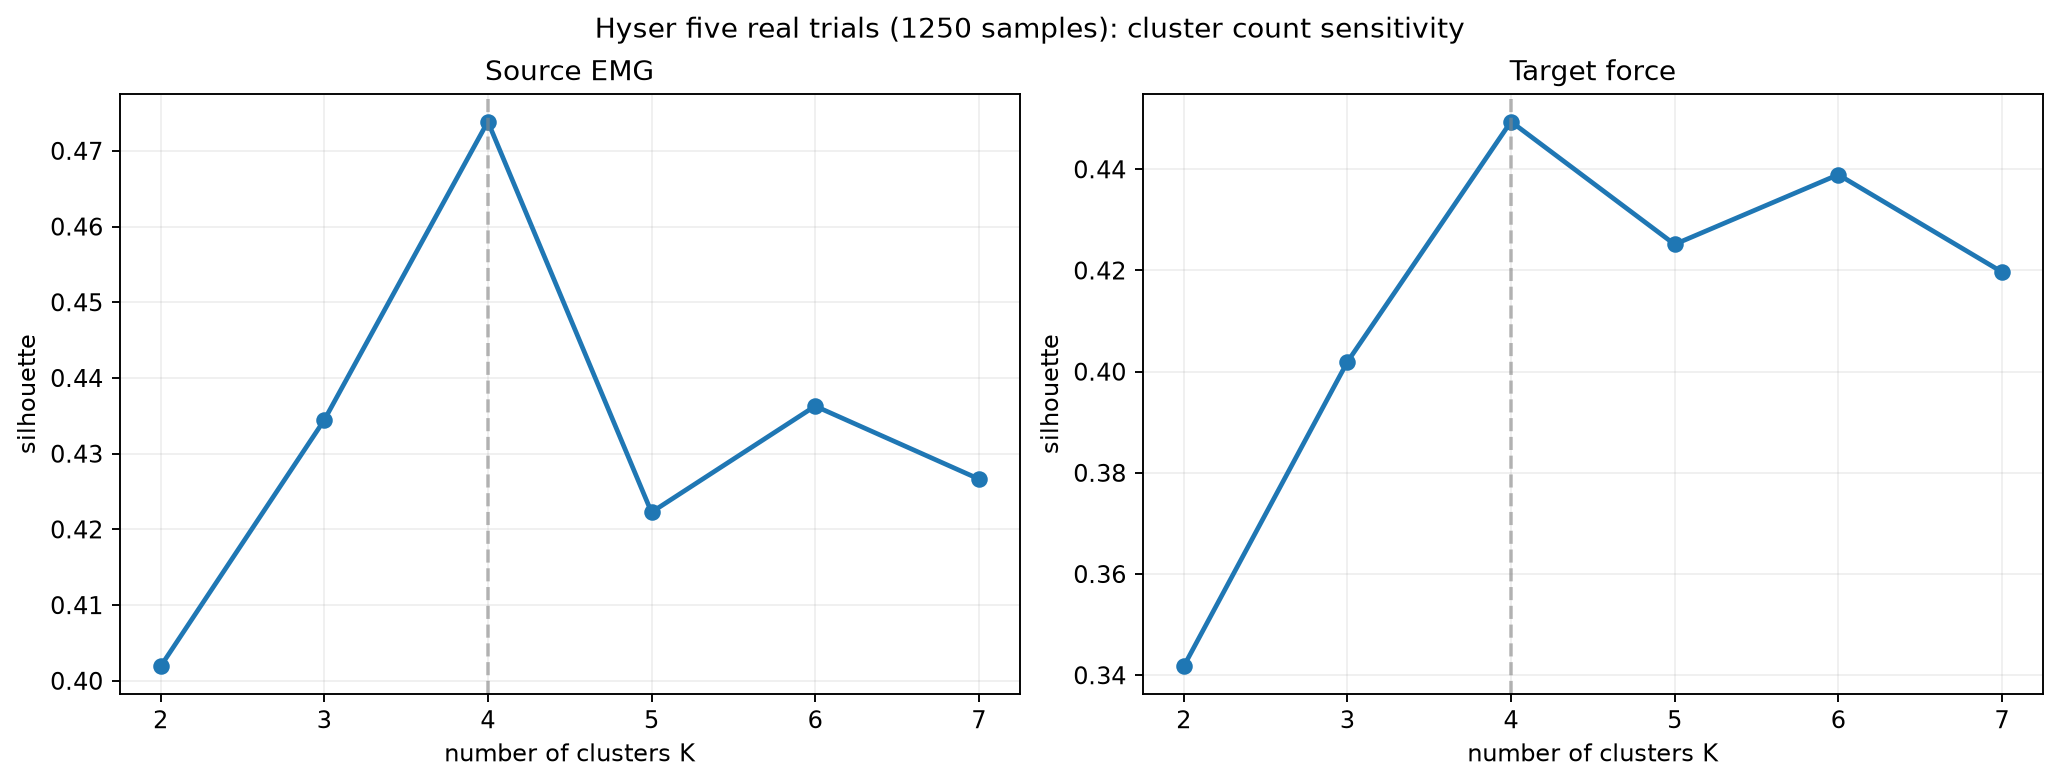 Hyser five real trials (1250 samples): cluster count sensitivity
Source EMG
silhouette
0.47
0.46
0.45
0.44
0.43
0.42
0.41
0.40
2 3 4 5 6 7
number of clusters K
Target force
silhouette
0.44
0.42
0.40
0.38
0.36
0.34
2 3 4 5 6 7
number of clusters K